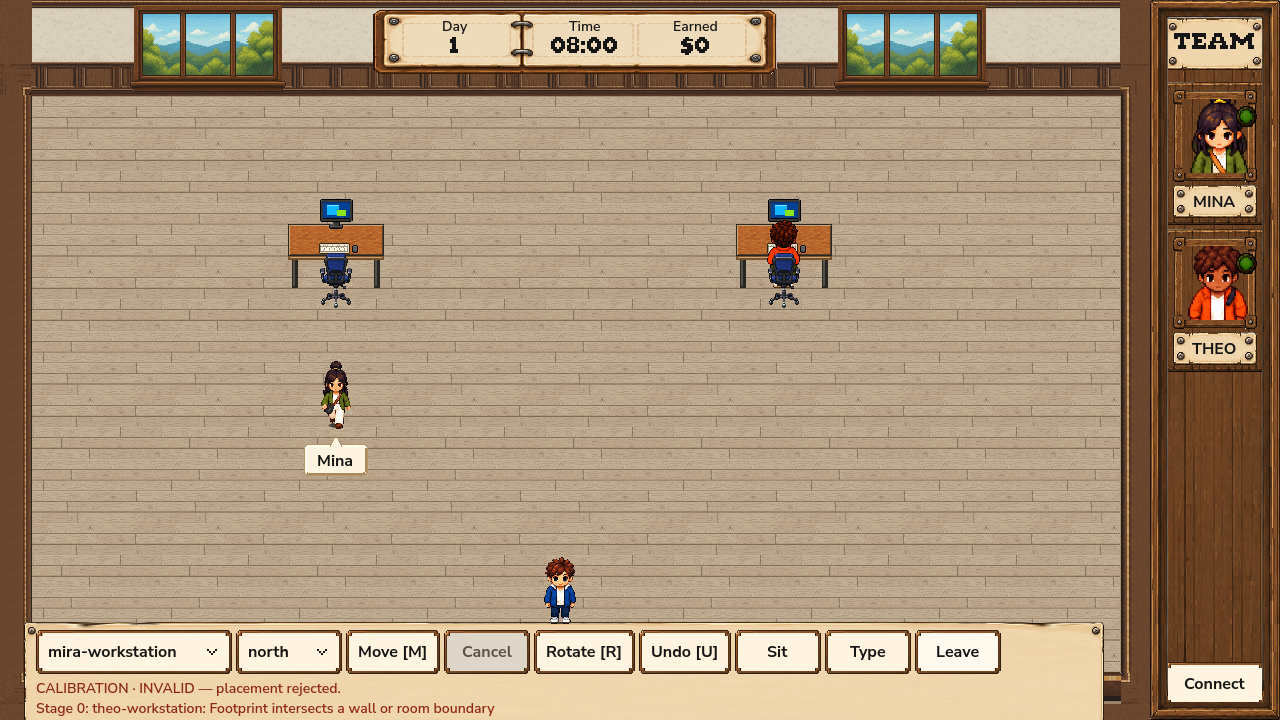 Day
1
Time
08:00
Earned
$0
TEAM
MINA
THEO
Mina
mira-workstation
north
Move [M]
Cancel
Rotate [R]
Undo [U]
Sit
Type
Leave
CALIBRATION · INVALID — placement rejected.
Stage 0: theo-workstation: Footprint intersects a wall or room boundary
Connect